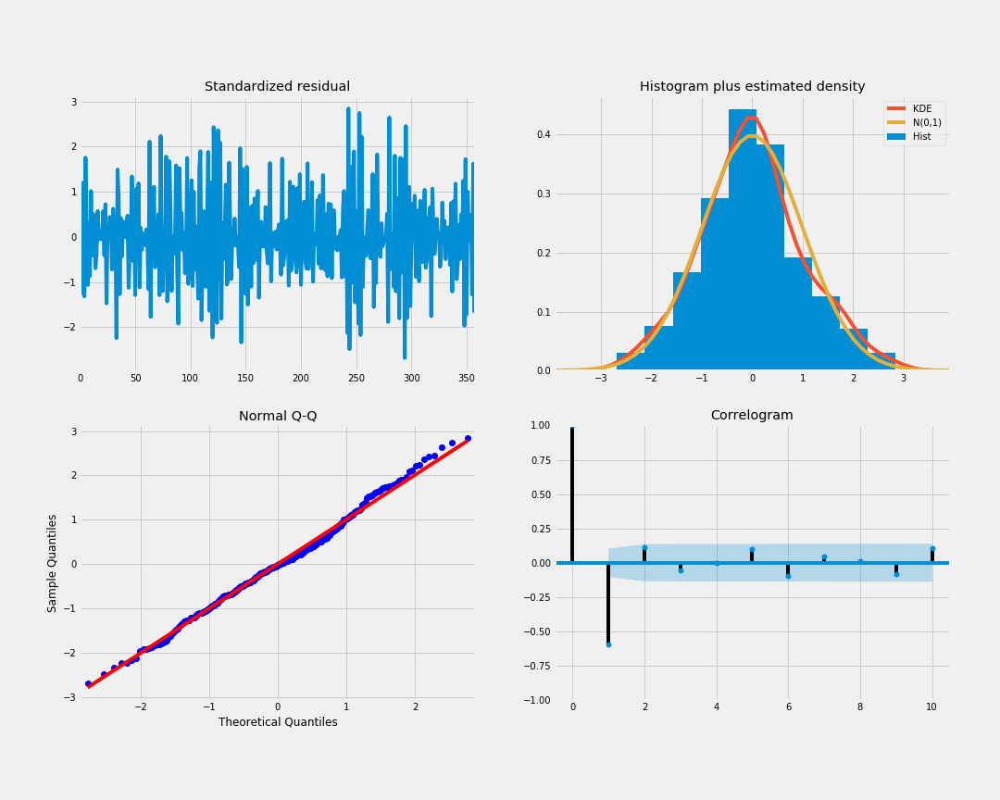 Standardized residual
3
2
1
0
−1
−2
0 50 100 150 200 250 300 350
Histogram plus estimated density
KDE
N(0,1)
Hist
0.4
0.3
0.2
0.1
0.0
−3 −2 −1 0 1 2 3
Normal Q-Q
3
2
1
0
−1
−2
−3
Sample Quantiles
−2 −1 0 1 2
Theoretical Quantiles
Correlogram
1.00
0.75
0.50
0.25
0.00
−0.25
−0.50
−0.75
−1.00
0 2 4 6 8 10